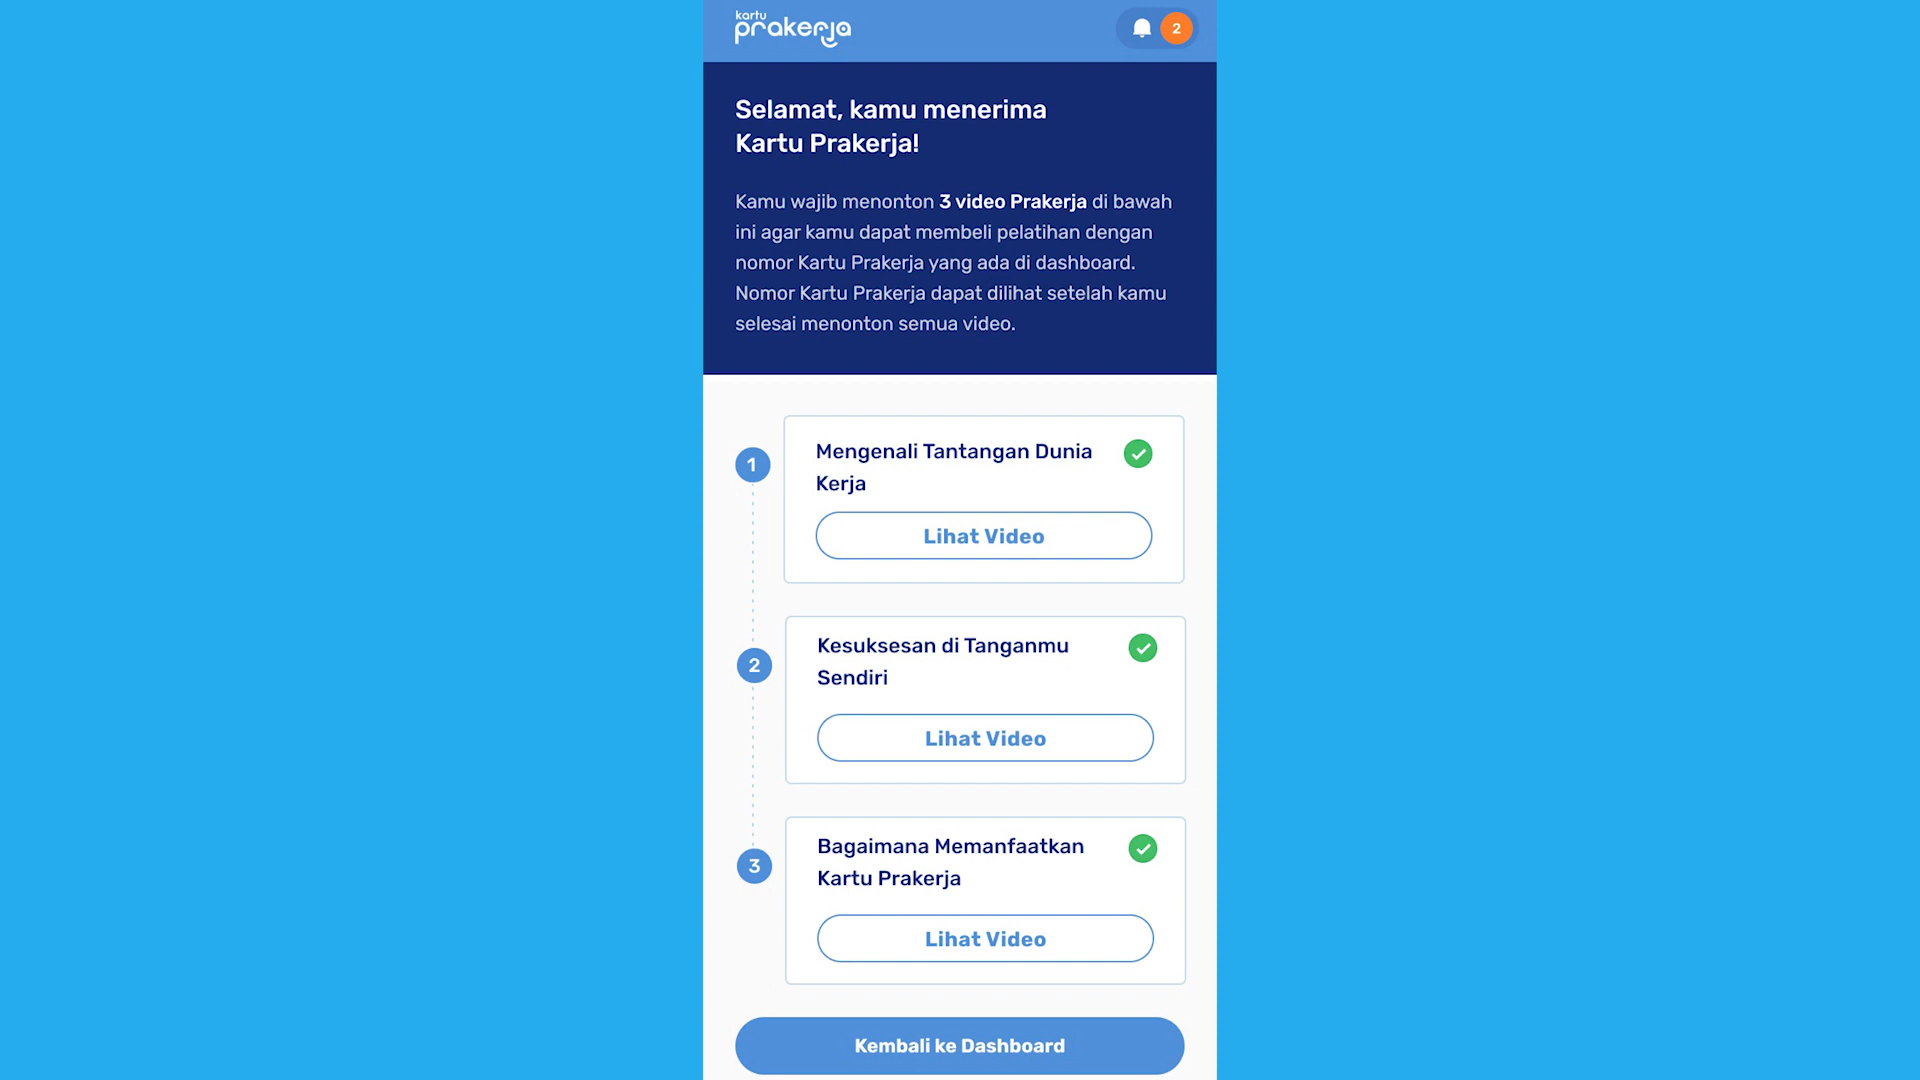 kartu
prakerja
2
Selamat, kamu menerima
Kartu Prakerja!
Kamu wajib menonton 3 video Prakerja di bawah
ini agar kamu dapat membeli pelatihan dengan
nomor Kartu Prakerja yang ada di dashboard.
Nomor Kartu Prakerja dapat dilihat setelah kamu
selesai menonton semua video.
1
Mengenali Tantangan Dunia
Kerja
Lihat Video
2
Kesuksesan di Tanganmu
Sendiri
Lihat Video
3
Bagaimana Memanfaatkan
Kartu Prakerja
Lihat Video
Kembali ke Dashboard